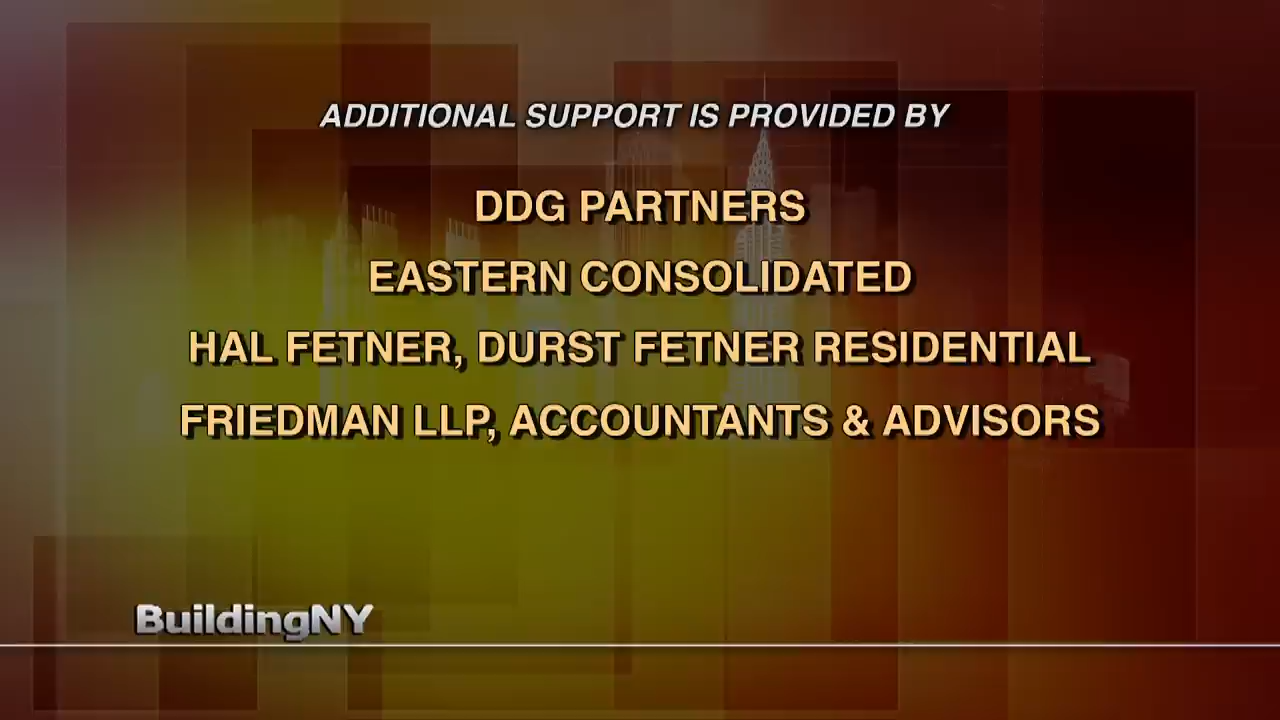 ADDITIONAL SUPPORT IS PROVIDED BY
DDG PARTNERS
EASTERN CONSOLIDATED
HAL FETNER, DURST FETNER RESIDENTIAL
FRIEDMAN LLP, ACCOUNTANTS & ADVISORS
BuildingNY